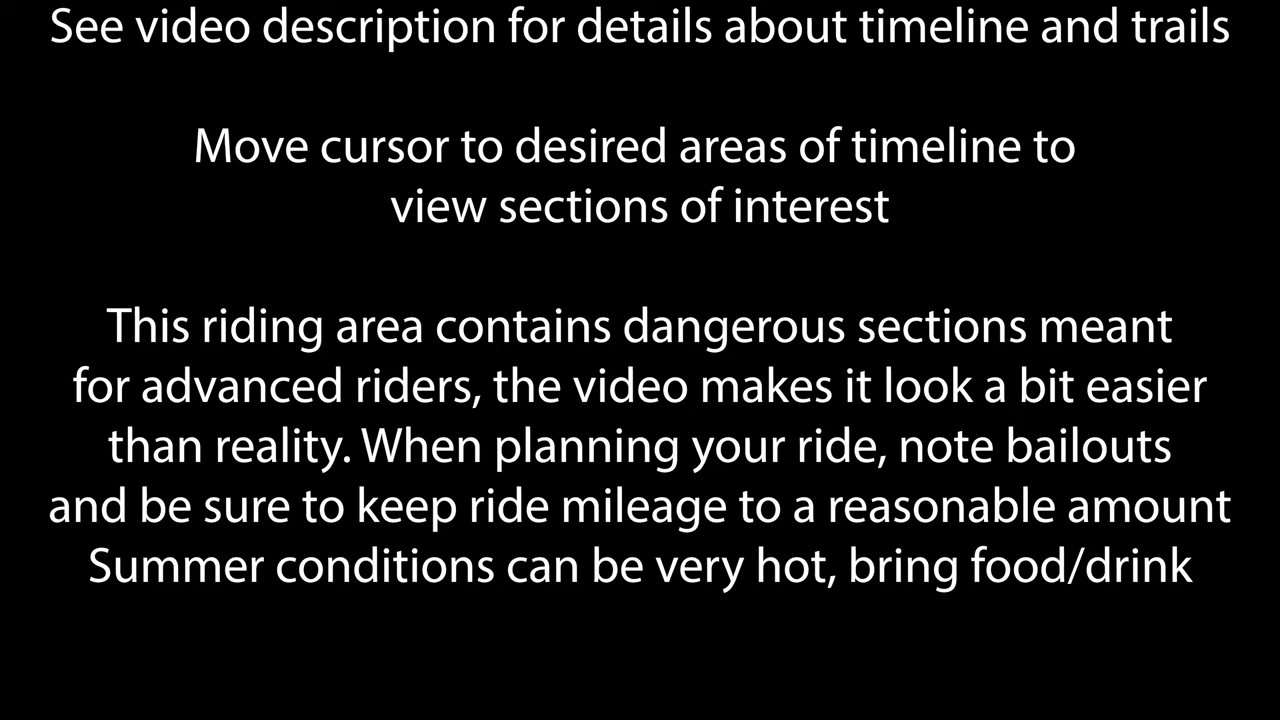 See video description for details about timeline and trails
Move cursor to desired areas of timeline to
view sections of interest
This riding area contains dangerous sections meant
for advanced riders, the video makes it look a bit easier
than reality. When planning your ride, note bailouts
and be sure to keep ride mileage to a reasonable amount
Summer conditions can be very hot, bring food/drink